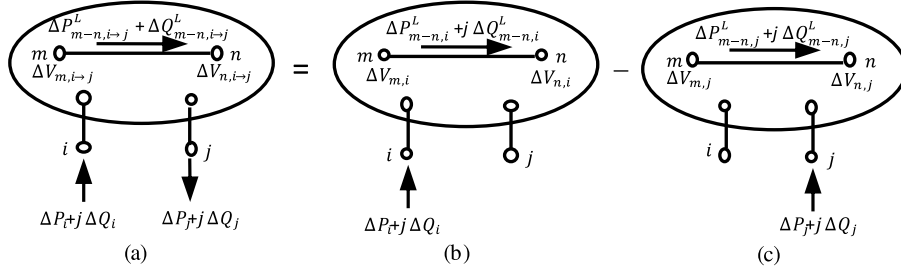 ΔP^L_{m−n,i→j} + ΔQ^L_{m−n,i→j}
m n
ΔV_{m,i→j} ΔV_{n,i→j}
i j
ΔP_i+j ΔQ_i ΔP_j+j ΔQ_j
(a)
=
ΔP^L_{m−n,i}+j ΔQ^L_{m−n,i}
m n
ΔV_{m,i} ΔV_{n,i}
i j
ΔP_i+j ΔQ_i
(b)
−
ΔP^L_{m−n,j}+j ΔQ^L_{m−n,j}
m n
ΔV_{m,j} ΔV_{n,j}
i j
ΔP_j+j ΔQ_j
(c)